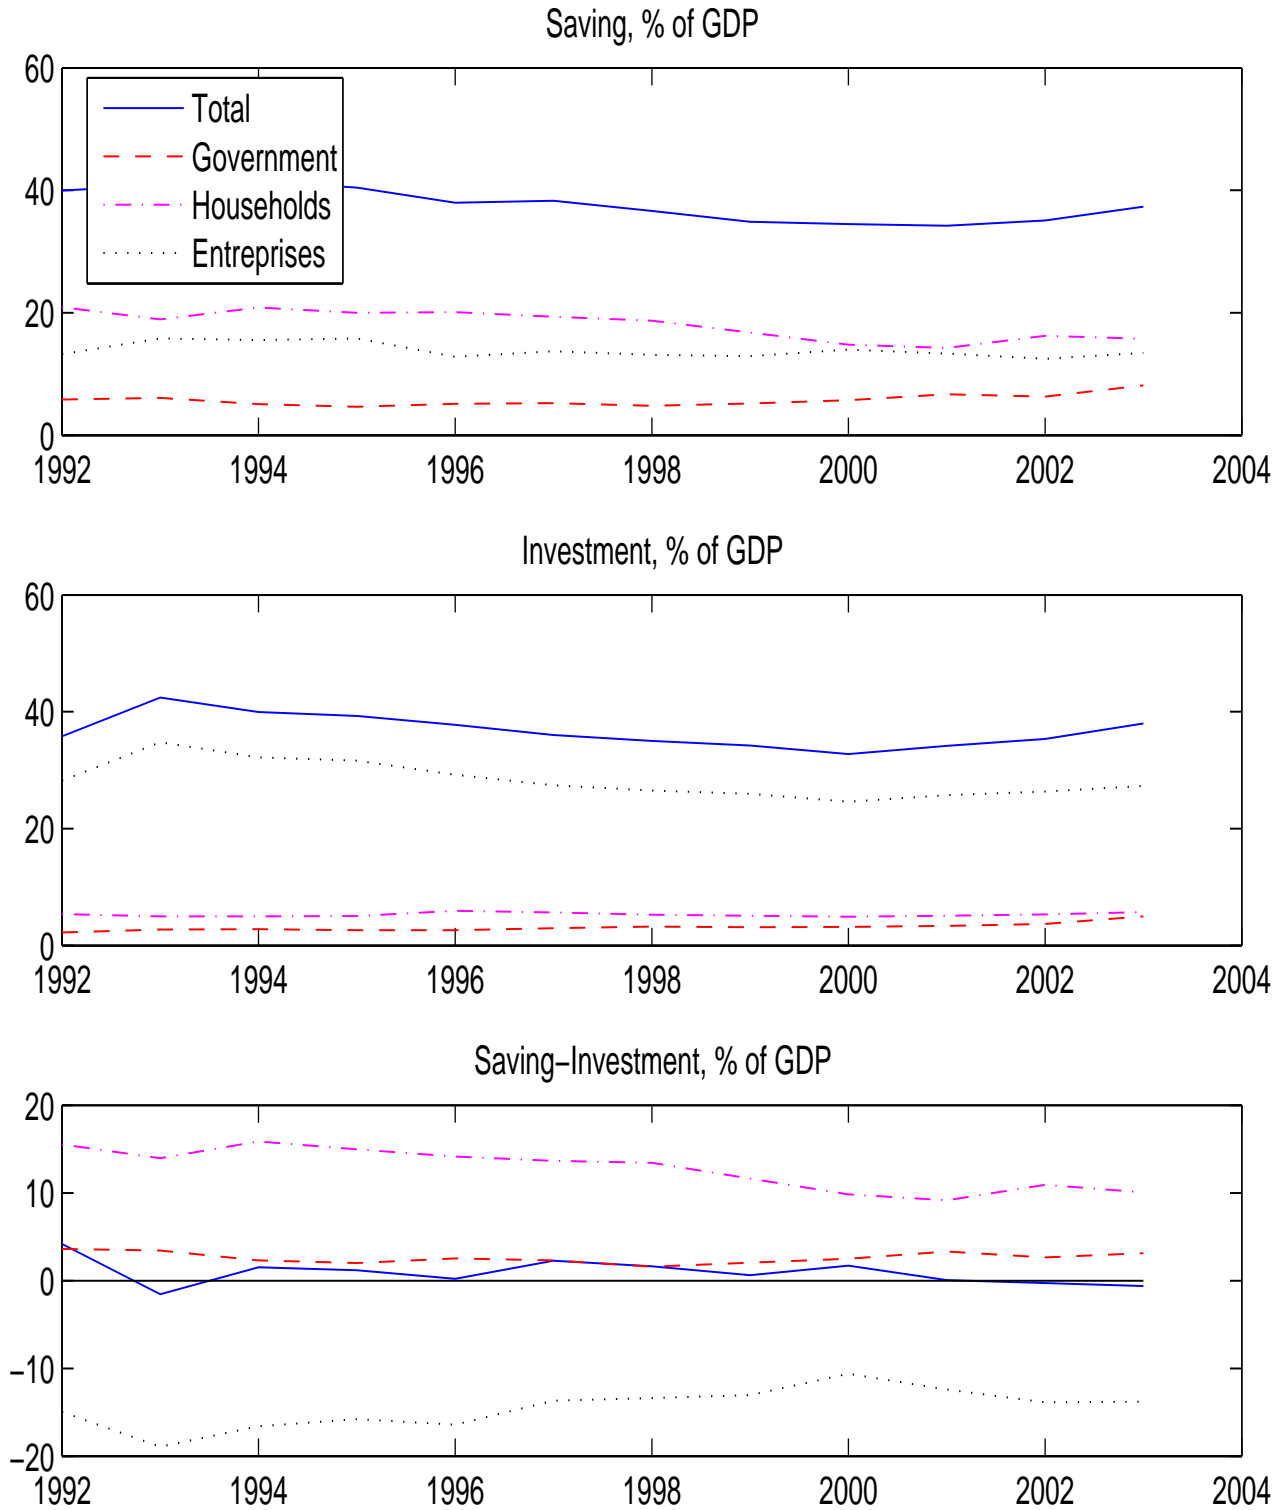 Saving, % of GDP
60
Total
Government
40
Households
Entreprises
20
0
1992 1994 1996 1998 2000 2002 2004
Investment, % of GDP
60
40
20
0
1992 1994 1996 1998 2000 2002 2004
Saving−Investment, % of GDP
20
10
0
−10
−20
1992 1994 1996 1998 2000 2002 2004